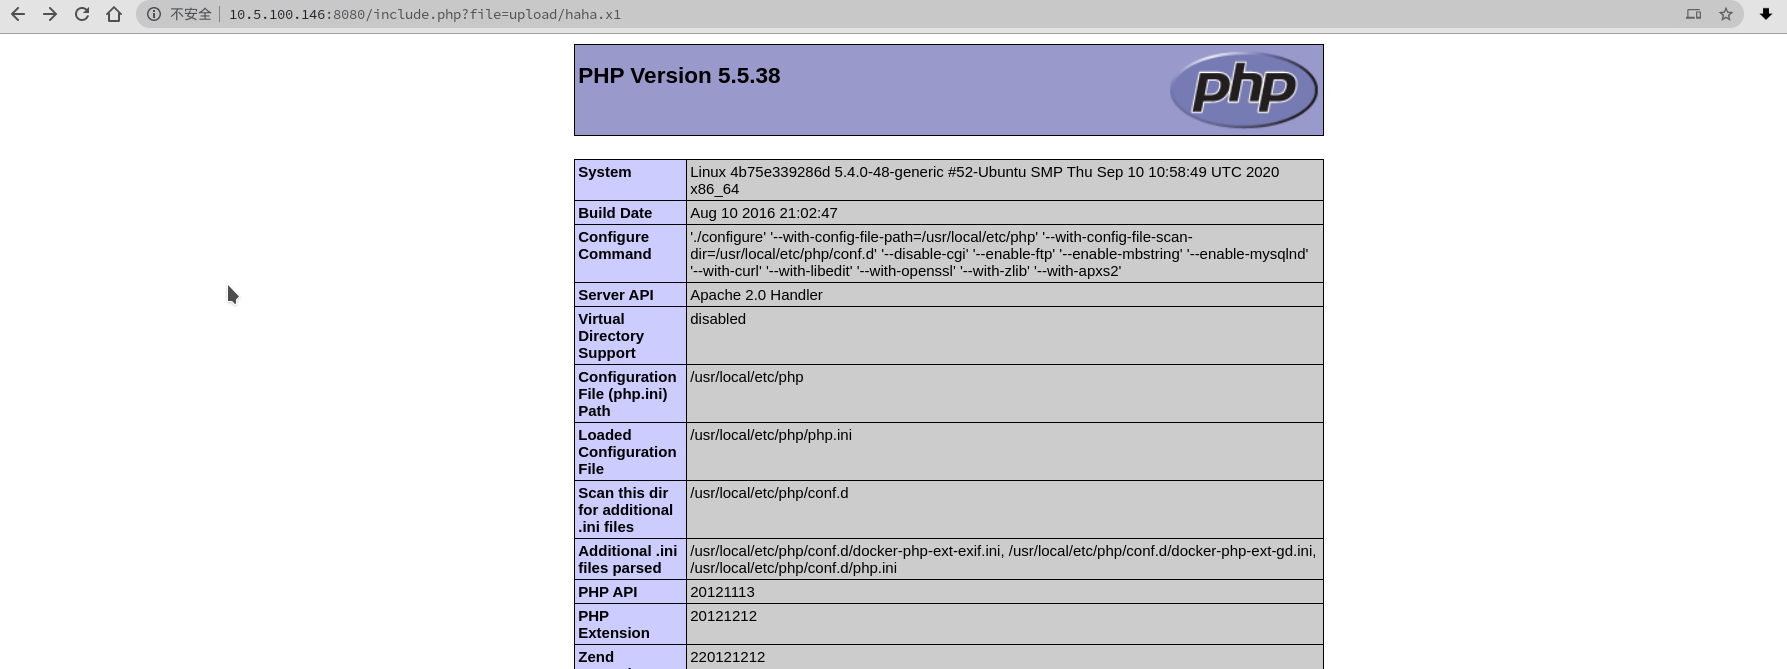 不安全 10.5.100.146:8080/include.php?file=upload/haha.x1
PHP Version 5.5.38
php
System
Linux 4b75e339286d 5.4.0-48-generic #52-Ubuntu SMP Thu Sep 10 10:58:49 UTC 2020
x86_64
Build Date
Aug 10 2016 21:02:47
Configure
Command
'./configure' '--with-config-file-path=/usr/local/etc/php' '--with-config-file-scan-
dir=/usr/local/etc/php/conf.d' '--disable-cgi' '--enable-ftp' '--enable-mbstring' '--enable-mysqlnd'
'--with-curl' '--with-libedit' '--with-openssl' '--with-zlib' '--with-apxs2'
Server API
Apache 2.0 Handler
Virtual
Directory
Support
disabled
Configuration
File (php.ini)
Path
/usr/local/etc/php
Loaded
Configuration
File
/usr/local/etc/php/php.ini
Scan this dir
for additional
.ini files
/usr/local/etc/php/conf.d
Additional .ini
files parsed
/usr/local/etc/php/conf.d/docker-php-ext-exif.ini, /usr/local/etc/php/conf.d/docker-php-ext-gd.ini,
/usr/local/etc/php/conf.d/php.ini
PHP API
20121113
PHP
Extension
20121212
Zend
220121212